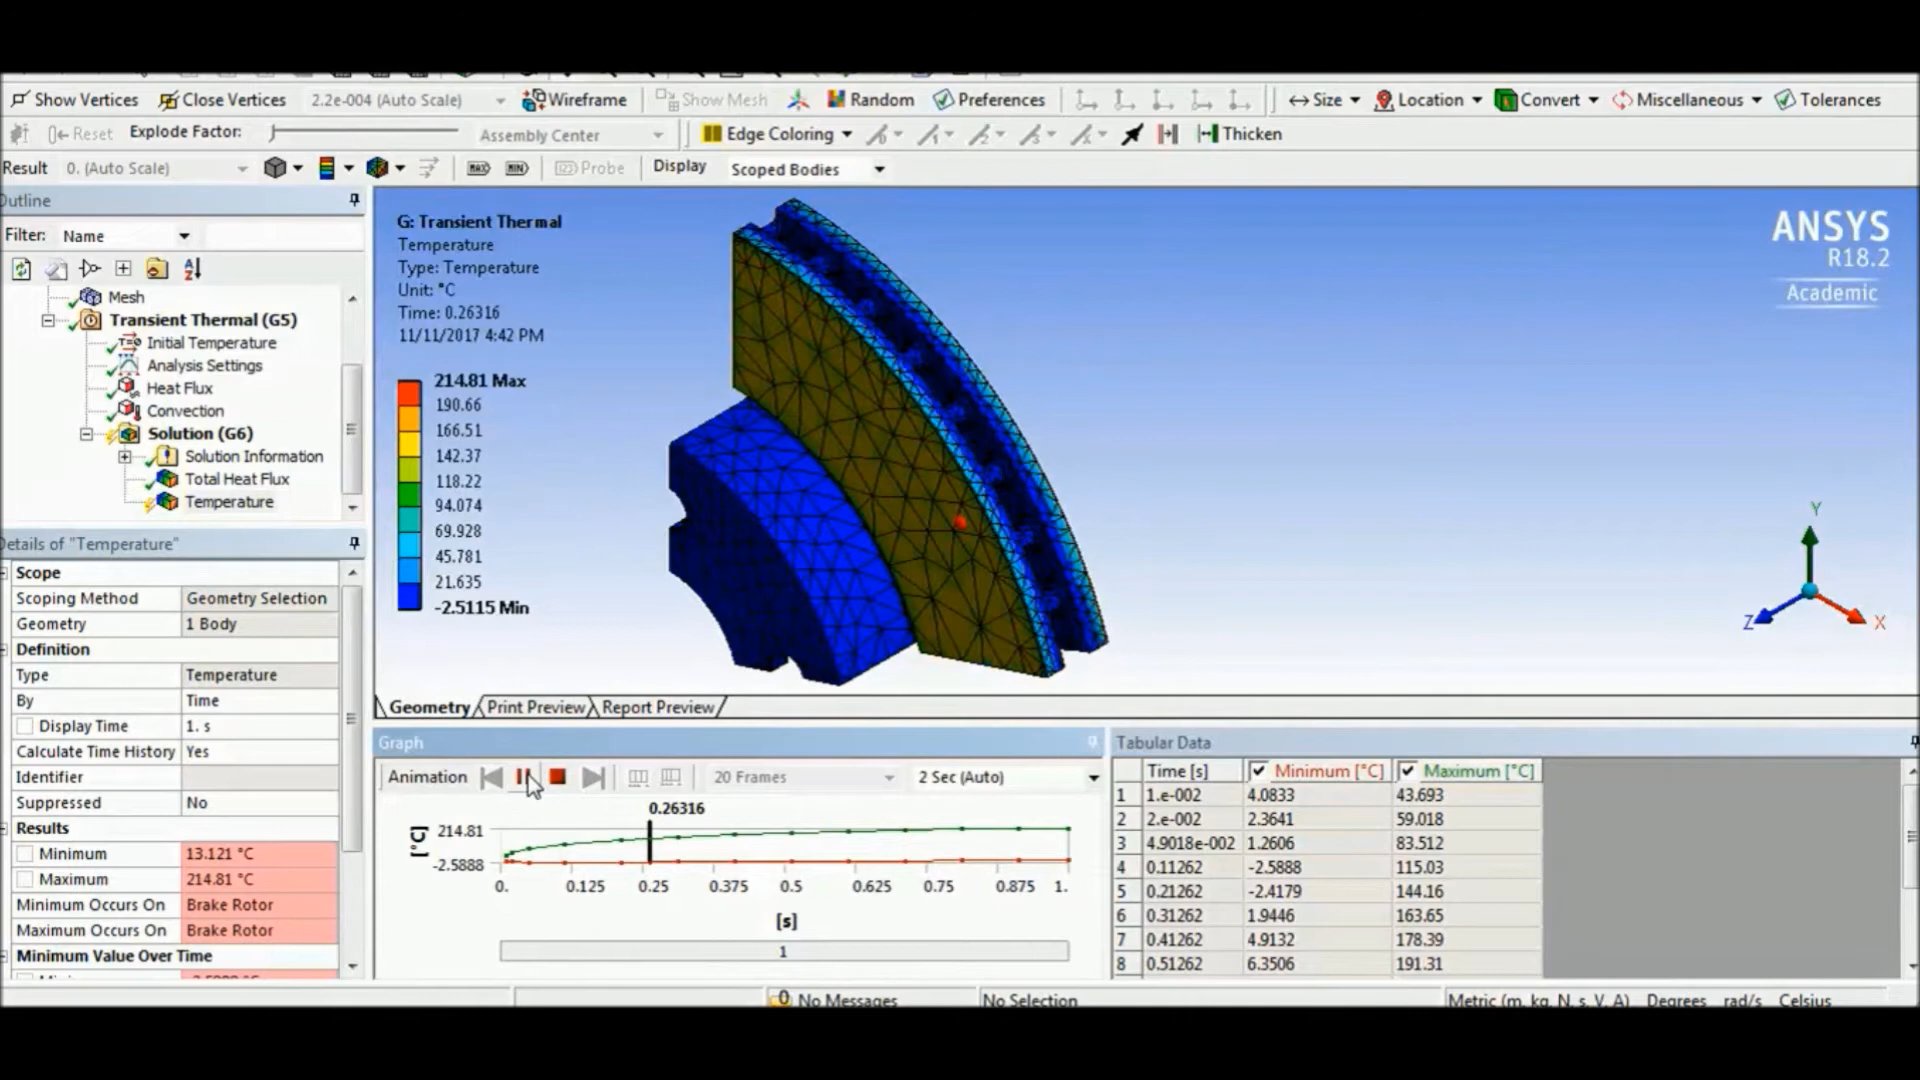 Show Vertices Close Vertices 2.2e-004 (Auto Scale) Wireframe Show Mesh Random Preferences Size Location Convert Miscellaneous Tolerances
Reset Explode Factor: Assembly Center Edge Coloring Thicken
Result 0. (Auto Scale) MAX MIN Probe Display Scoped Bodies
Outline
Filter: Name
Mesh
Transient Thermal (G5)
Initial Temperature
Analysis Settings
Heat Flux
Convection
Solution (G6)
Solution Information
Total Heat Flux
Temperature
Details of "Temperature"
Scope
Scoping Method Geometry Selection
Geometry 1 Body
Definition
Type Temperature
By Time
Display Time 1. s
Calculate Time History Yes
Identifier
Suppressed No
Results
Minimum 13.121 °C
Maximum 214.81 °C
Minimum Occurs On Brake Rotor
Maximum Occurs On Brake Rotor
Minimum Value Over Time
G: Transient Thermal
Temperature
Type: Temperature
Unit: °C
Time: 0.26316
11/11/2017 4:42 PM
214.81 Max
190.66
166.51
142.37
118.22
94.074
69.928
45.781
21.635
-2.5115 Min
ANSYS
R18.2
Academic
Y
Z
X
Geometry Print Preview Report Preview
Graph
Animation 20 Frames 2 Sec (Auto)
0.26316
[°C]
214.81
-2.5888
0. 0.125 0.25 0.375 0.5 0.625 0.75 0.875 1.
[s]
1
Tabular Data
Time [s] Minimum [°C] Maximum [°C]
1 1.e-002 4.0833 43.693
2 2.e-002 2.3641 59.018
3 4.9018e-002 1.2606 83.512
4 0.11262 -2.5888 115.03
5 0.21262 -2.4179 144.16
6 0.31262 1.9446 163.65
7 0.41262 4.9132 178.39
8 0.51262 6.3506 191.31
No Messages No Selection Metric (m, kg, N, s, V, A) Degrees rad/s Celsius